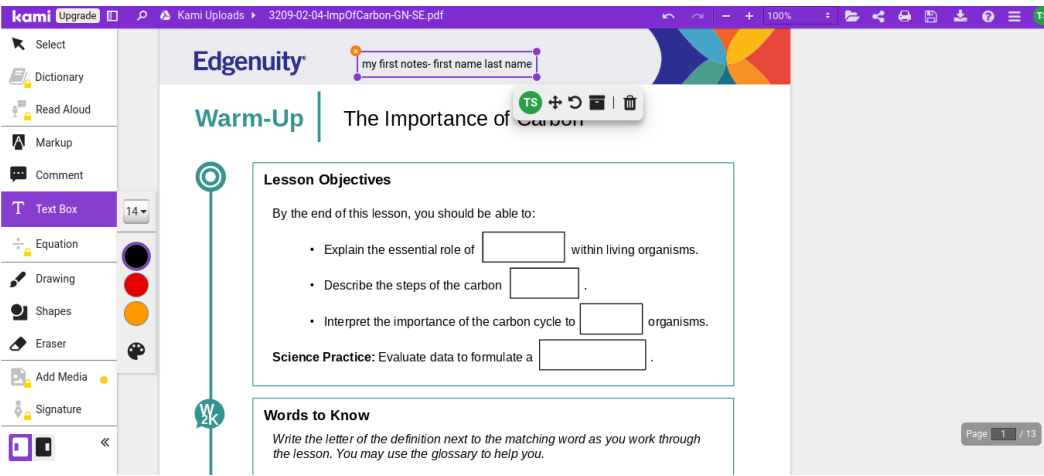 kami Upgrade Kami Uploads 3209-02-04-ImpOfCarbon-GN-SE.pdf 100%
Select
Dictionary
Read Aloud
Markup
Comment
Text Box
Equation
Drawing
Shapes
Eraser
Add Media
Signature
14
Edgenuity
my first notes- first name last name
TS
Warm-Up
The Importance of Carbon
Lesson Objectives
By the end of this lesson, you should be able to:
• Explain the essential role of within living organisms.
• Describe the steps of the carbon .
• Interpret the importance of the carbon cycle to organisms.
Science Practice: Evaluate data to formulate a .
W2K
Words to Know
Write the letter of the definition next to the matching word as you work through
the lesson. You may use the glossary to help you.
Page 1 / 13